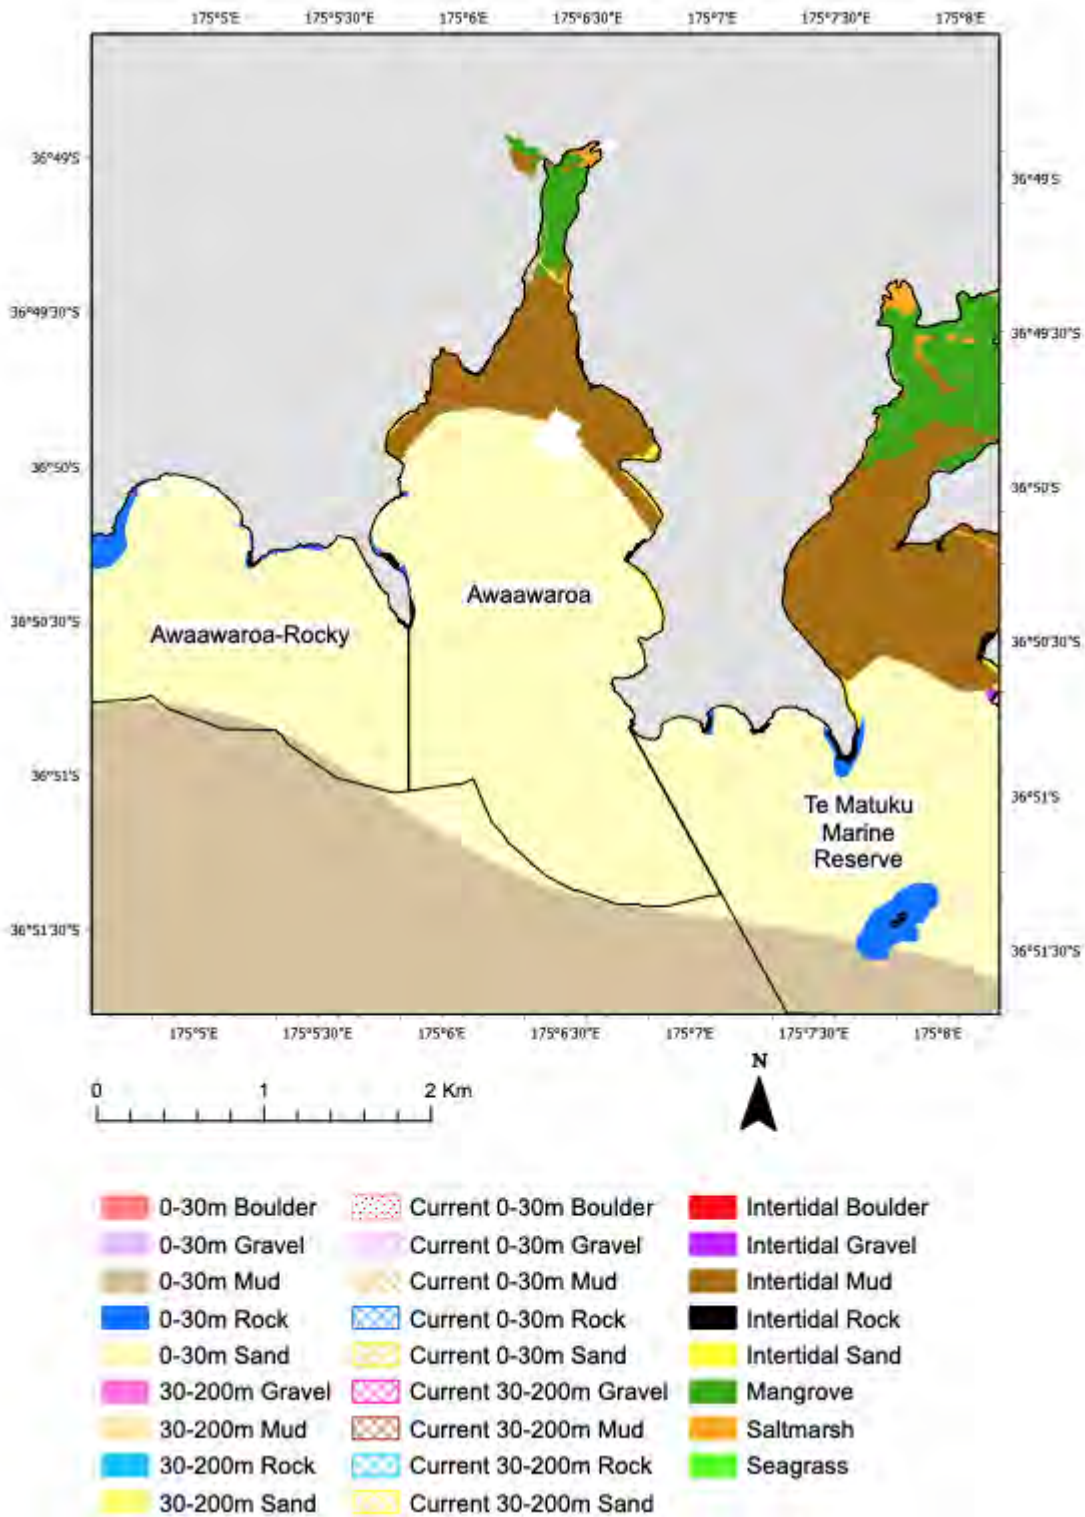 175°5'E 175°5'30"E 175°6'E 175°6'30"E 175°7'E 175°7'30"E 175°8'E
36°49'S
36°49'S
36°49'30"S
36°49'30"S
36°50'S
36°50'S
Awaawaroa
36°50'30"S
Awaawaroa-Rocky
36°50'30"S
36°51'S
36°51'S
Te Matuku
Marine
Reserve
36°51'30"S
36°51'30"S
175°5'E 175°5'30"E 175°6'E 175°6'30"E 175°7'E 175°7'30"E 175°8'E
N
0 1 2 Km
0-30m Boulder Current 0-30m Boulder Intertidal Boulder
0-30m Gravel Current 0-30m Gravel Intertidal Gravel
0-30m Mud Current 0-30m Mud Intertidal Mud
0-30m Rock Current 0-30m Rock Intertidal Rock
0-30m Sand Current 0-30m Sand Intertidal Sand
30-200m Gravel Current 30-200m Gravel Mangrove
30-200m Mud Current 30-200m Mud Saltmarsh
30-200m Rock Current 30-200m Rock Seagrass
30-200m Sand Current 30-200m Sand